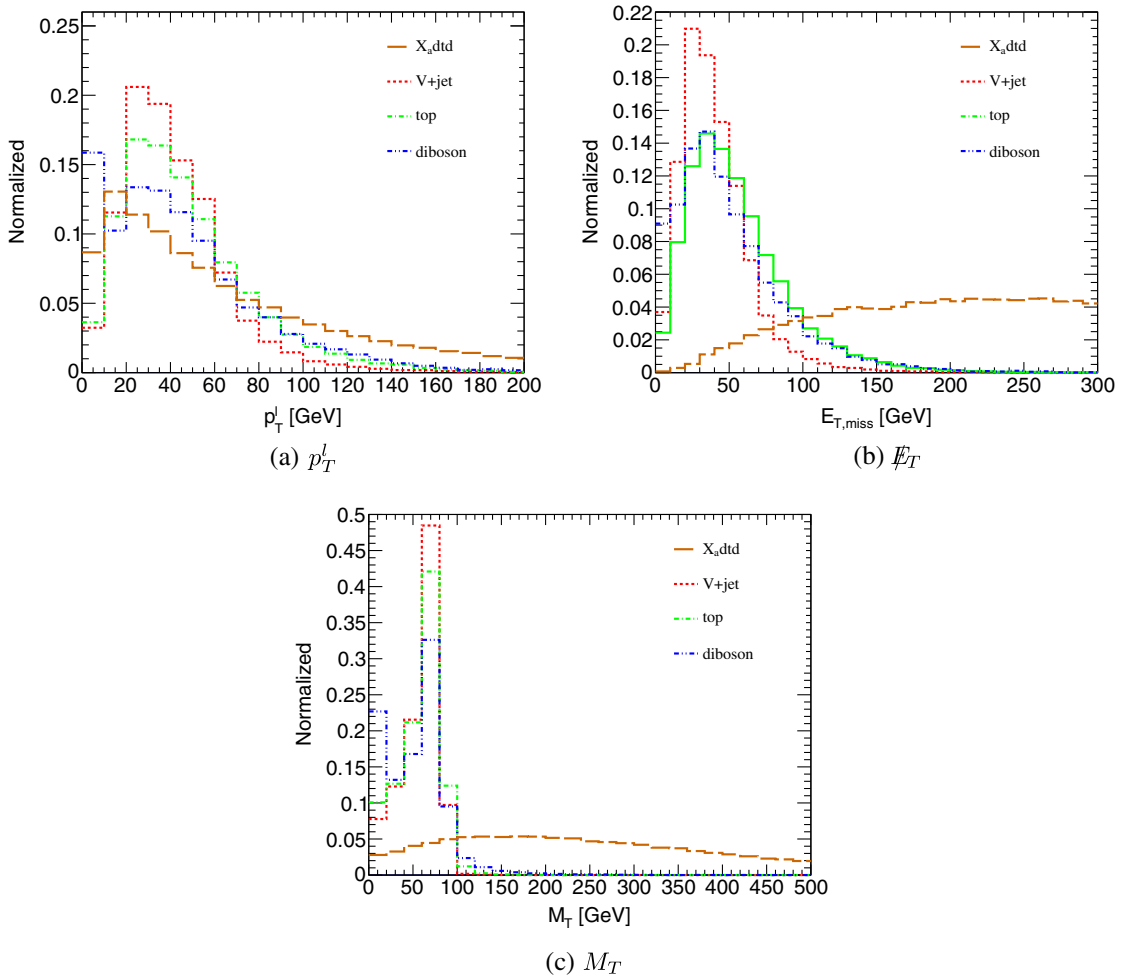 Normalized
0.25
0.2
0.15
0.1
0.05
0
0 20 40 60 80 100 120 140 160 180 200
p_T^l [GeV]
X_adtd
V+jet
top
diboson
(a) p_T^l
Normalized
0.22
0.2
0.18
0.16
0.14
0.12
0.1
0.08
0.06
0.04
0.02
0
0 50 100 150 200 250 300
E_T,miss [GeV]
X_adtd
V+jet
top
diboson
(b) E̸_T
Normalized
0.5
0.45
0.4
0.35
0.3
0.25
0.2
0.15
0.1
0.05
0
0 50 100 150 200 250 300 350 400 450 500
M_T [GeV]
X_adtd
V+jet
top
diboson
(c) M_T